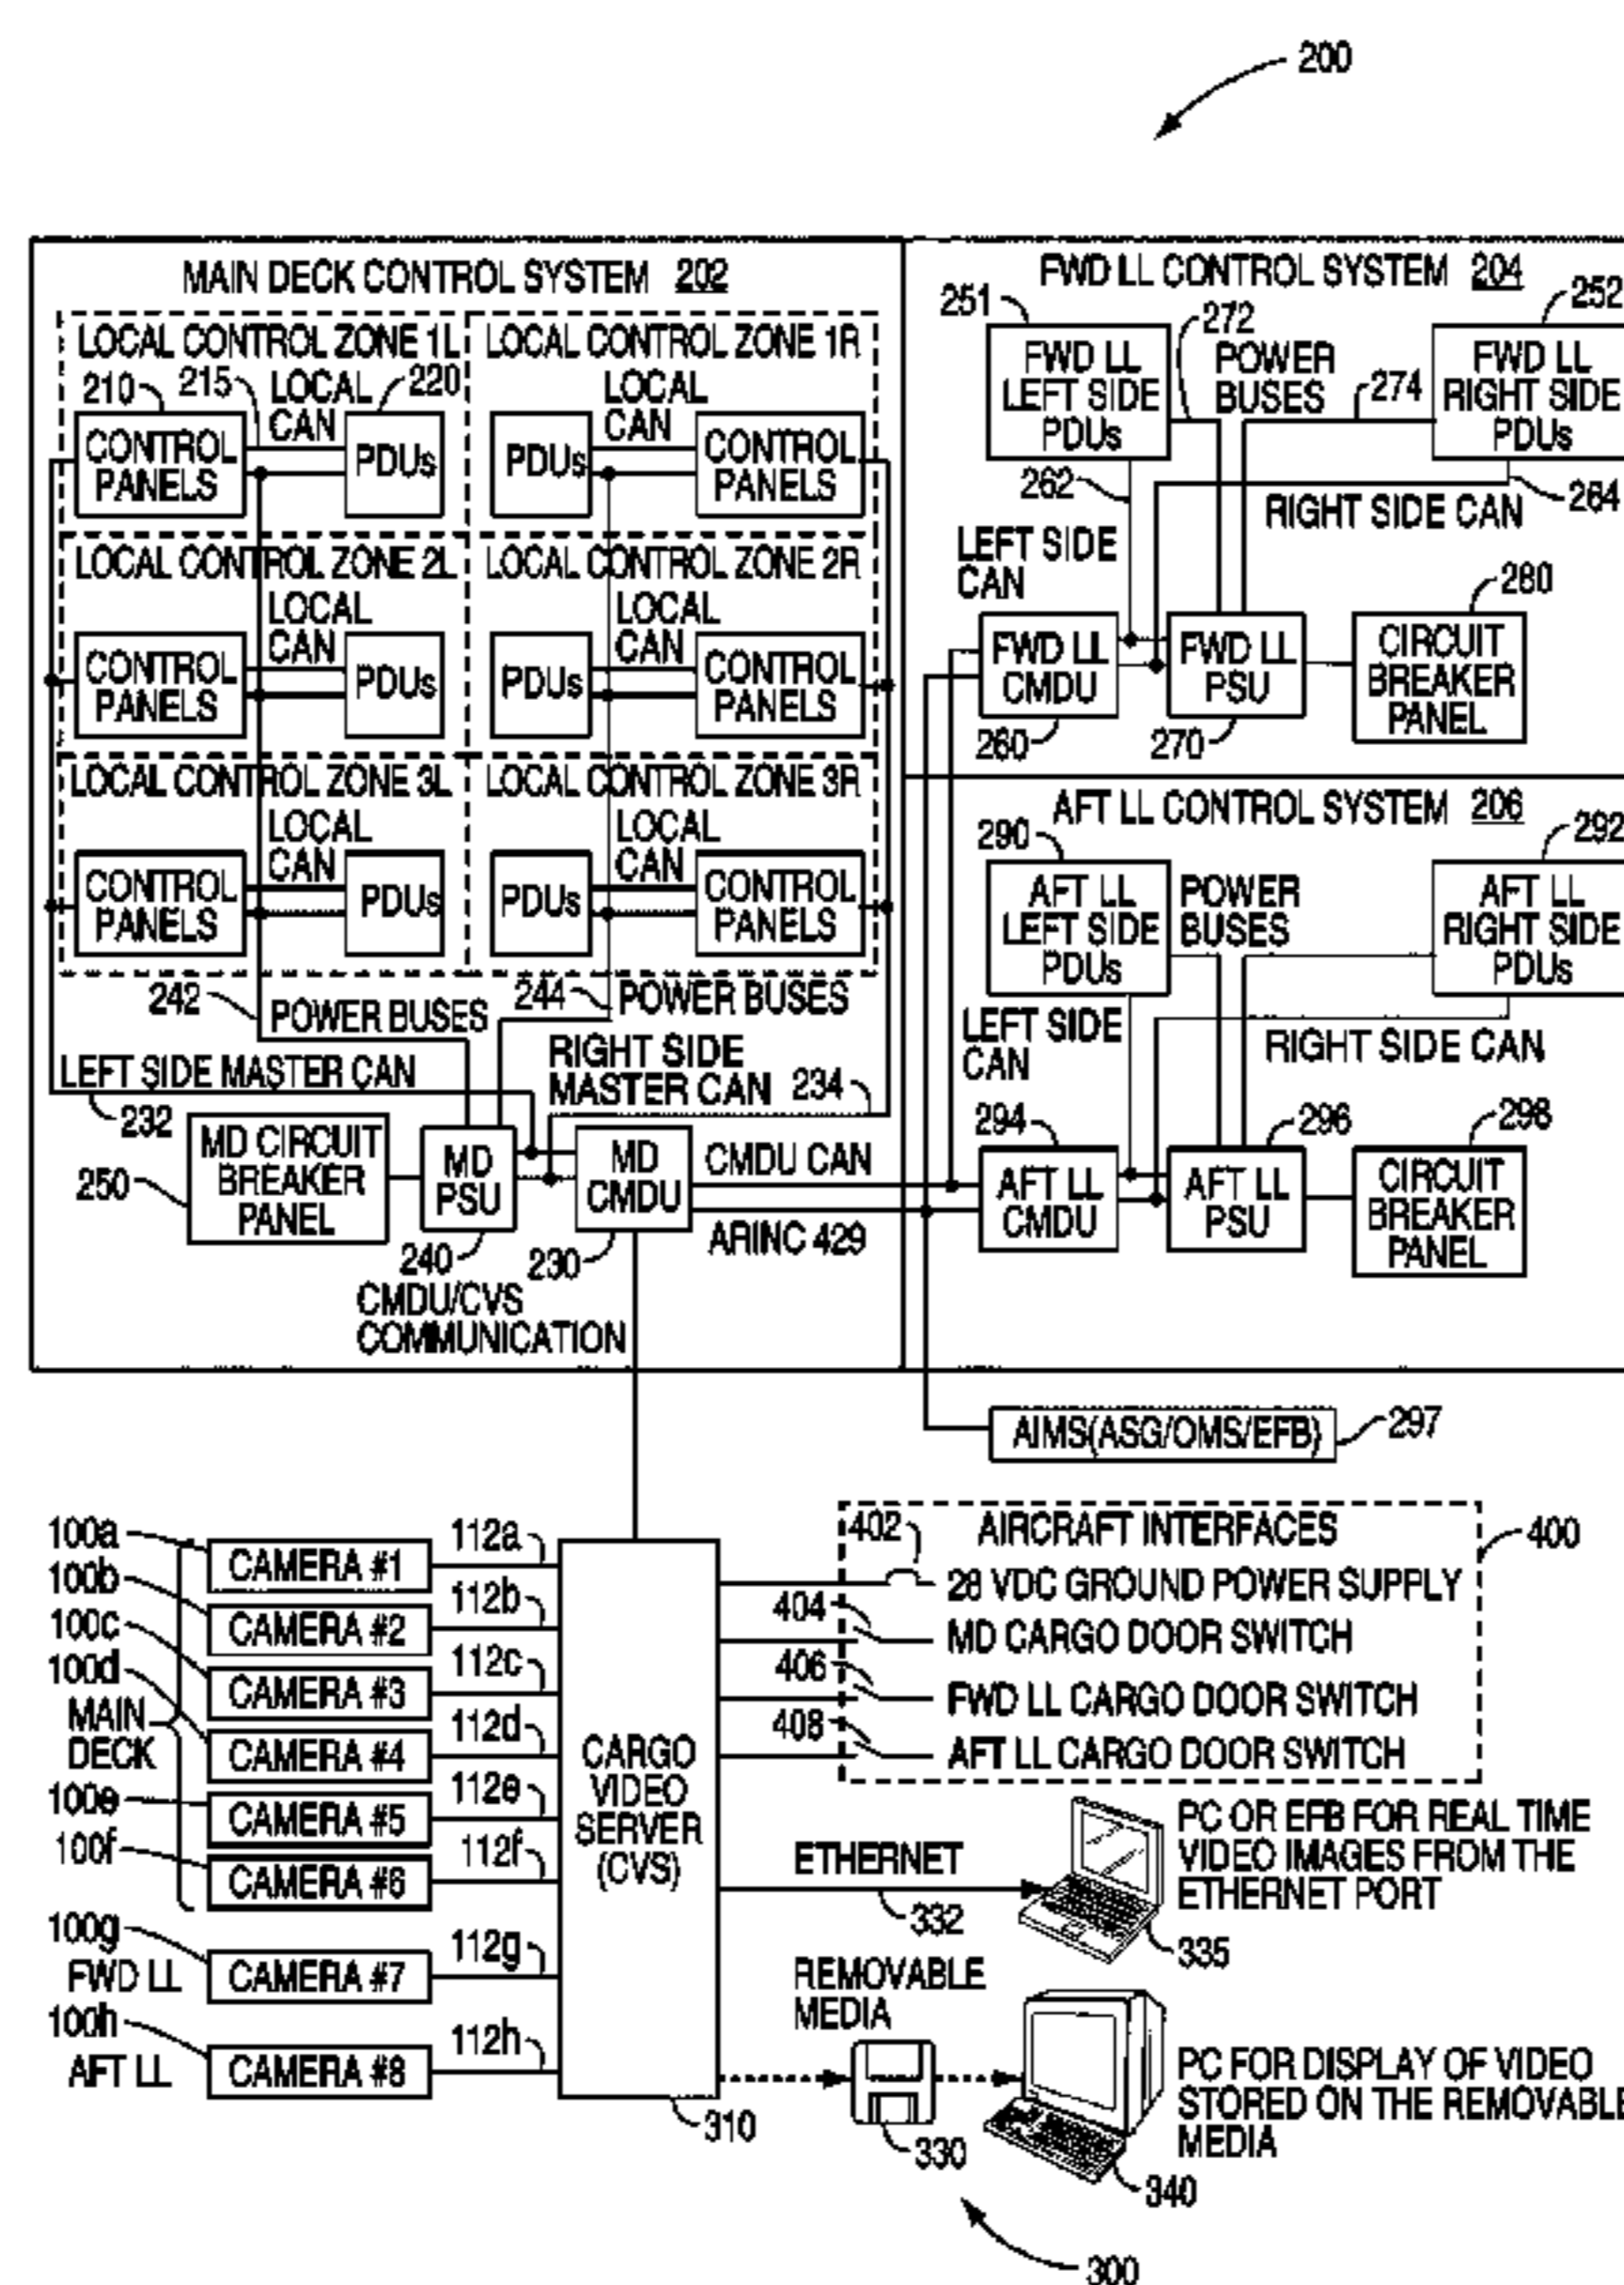 200
MAIN DECK CONTROL SYSTEM 202
LOCAL CONTROL ZONE 1L
210
215
LOCAL
CAN
220
CONTROL
PANELS
PDUs
LOCAL CONTROL ZONE 1R
LOCAL
CAN
PDUs
CONTROL
PANELS
LOCAL CONTROL ZONE 2L
LOCAL
CAN
CONTROL
PANELS
PDUs
LOCAL CONTROL ZONE 2R
LOCAL
CAN
PDUs
CONTROL
PANELS
LOCAL CONTROL ZONE 3L
LOCAL
CAN
CONTROL
PANELS
PDUs
LOCAL CONTROL ZONE 3R
LOCAL
CAN
PDUs
CONTROL
PANELS
242
POWER BUSES
244
POWER BUSES
LEFT SIDE MASTER CAN
232
RIGHT SIDE
MASTER CAN
234
MD CIRCUIT
BREAKER
PANEL
250
MD
PSU
240
MD
CMDU
230
CMDU CAN
ARINC 429
CMDU/CVS
COMMUNICATION
FWD LL CONTROL SYSTEM 204
251
FWD LL
LEFT SIDE
PDUs
272
POWER
BUSES
274
252
FWD LL
RIGHT SIDE
PDUs
262
264
RIGHT SIDE CAN
LEFT SIDE
CAN
FWD LL
CMDU
260
FWD LL
PSU
270
280
CIRCUIT
BREAKER
PANEL
AFT LL CONTROL SYSTEM 206
290
AFT LL
LEFT SIDE
PDUs
POWER
BUSES
292
AFT LL
RIGHT SIDE
PDUs
LEFT SIDE
CAN
RIGHT SIDE CAN
294
AFT LL
CMDU
296
AFT LL
PSU
298
CIRCUIT
BREAKER
PANEL
AIMS(ASG/OMS/EFB)
297
100a
CAMERA #1
112a
100b
CAMERA #2
112b
100c
CAMERA #3
112c
100d
CAMERA #4
112d
MAIN
DECK
100e
CAMERA #5
112e
100f
CAMERA #6
112f
100g
FWD LL
CAMERA #7
112g
100h
AFT LL
CAMERA #8
112h
CARGO
VIDEO
SERVER
(CVS)
310
AIRCRAFT INTERFACES
400
402
28 VDC GROUND POWER SUPPLY
404
MD CARGO DOOR SWITCH
406
FWD LL CARGO DOOR SWITCH
408
AFT LL CARGO DOOR SWITCH
ETHERNET
332
335
PC OR EFB FOR REAL TIME
VIDEO IMAGES FROM THE
ETHERNET PORT
REMOVABLE
MEDIA
330
340
PC FOR DISPLAY OF VIDEO
STORED ON THE REMOVABLE
MEDIA
300